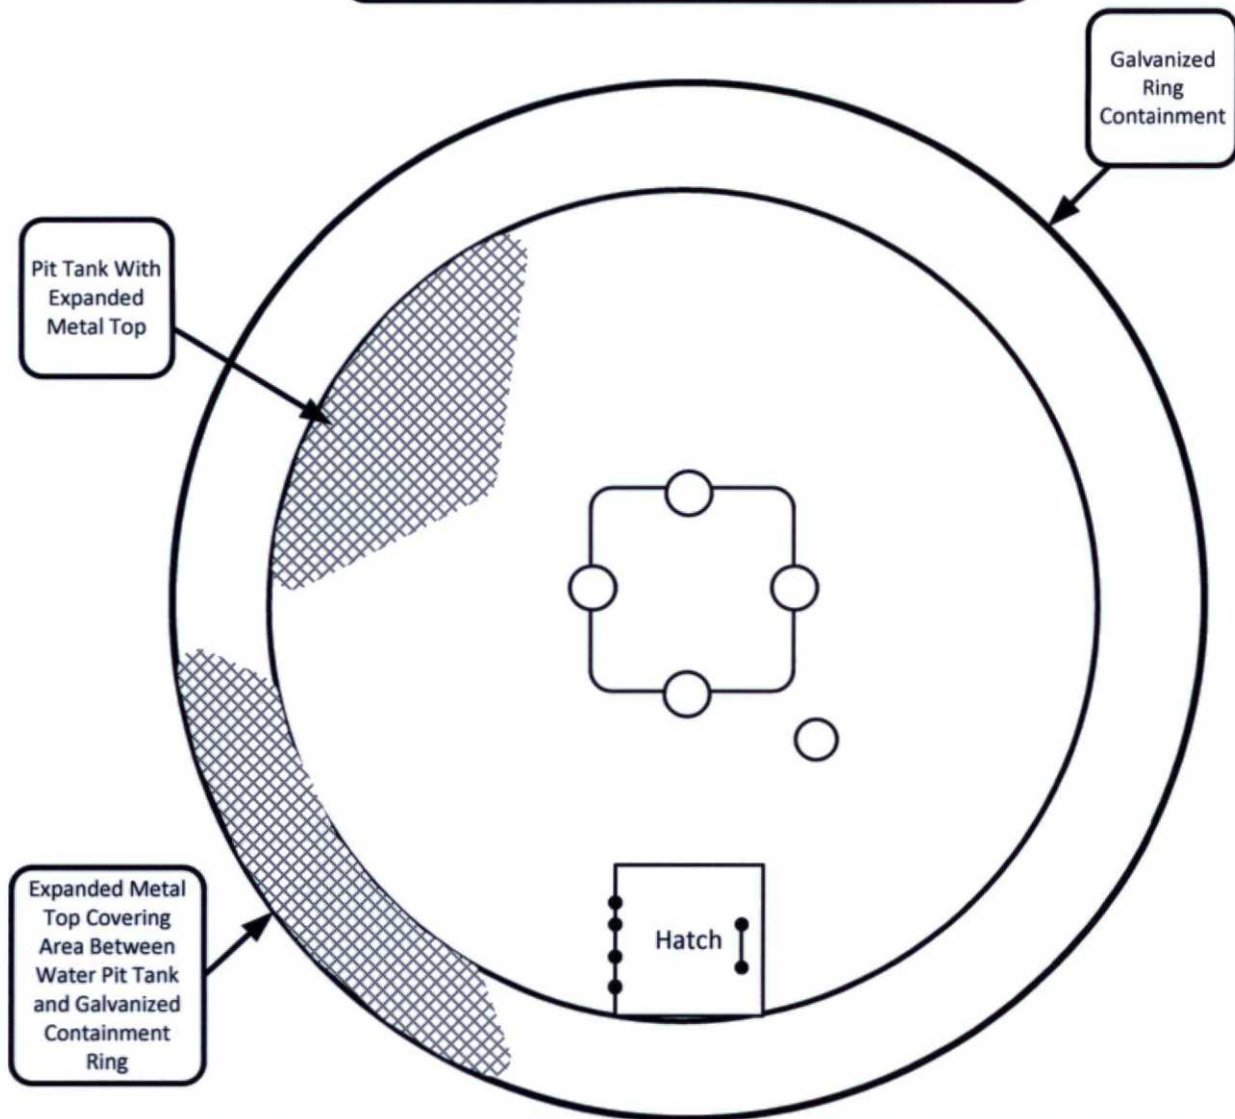 Galvanized
Ring
Containment
Pit Tank With
Expanded
Metal Top
Expanded Metal
Top Covering
Area Between
Water Pit Tank
and Galvanized
Containment
Ring
Hatch